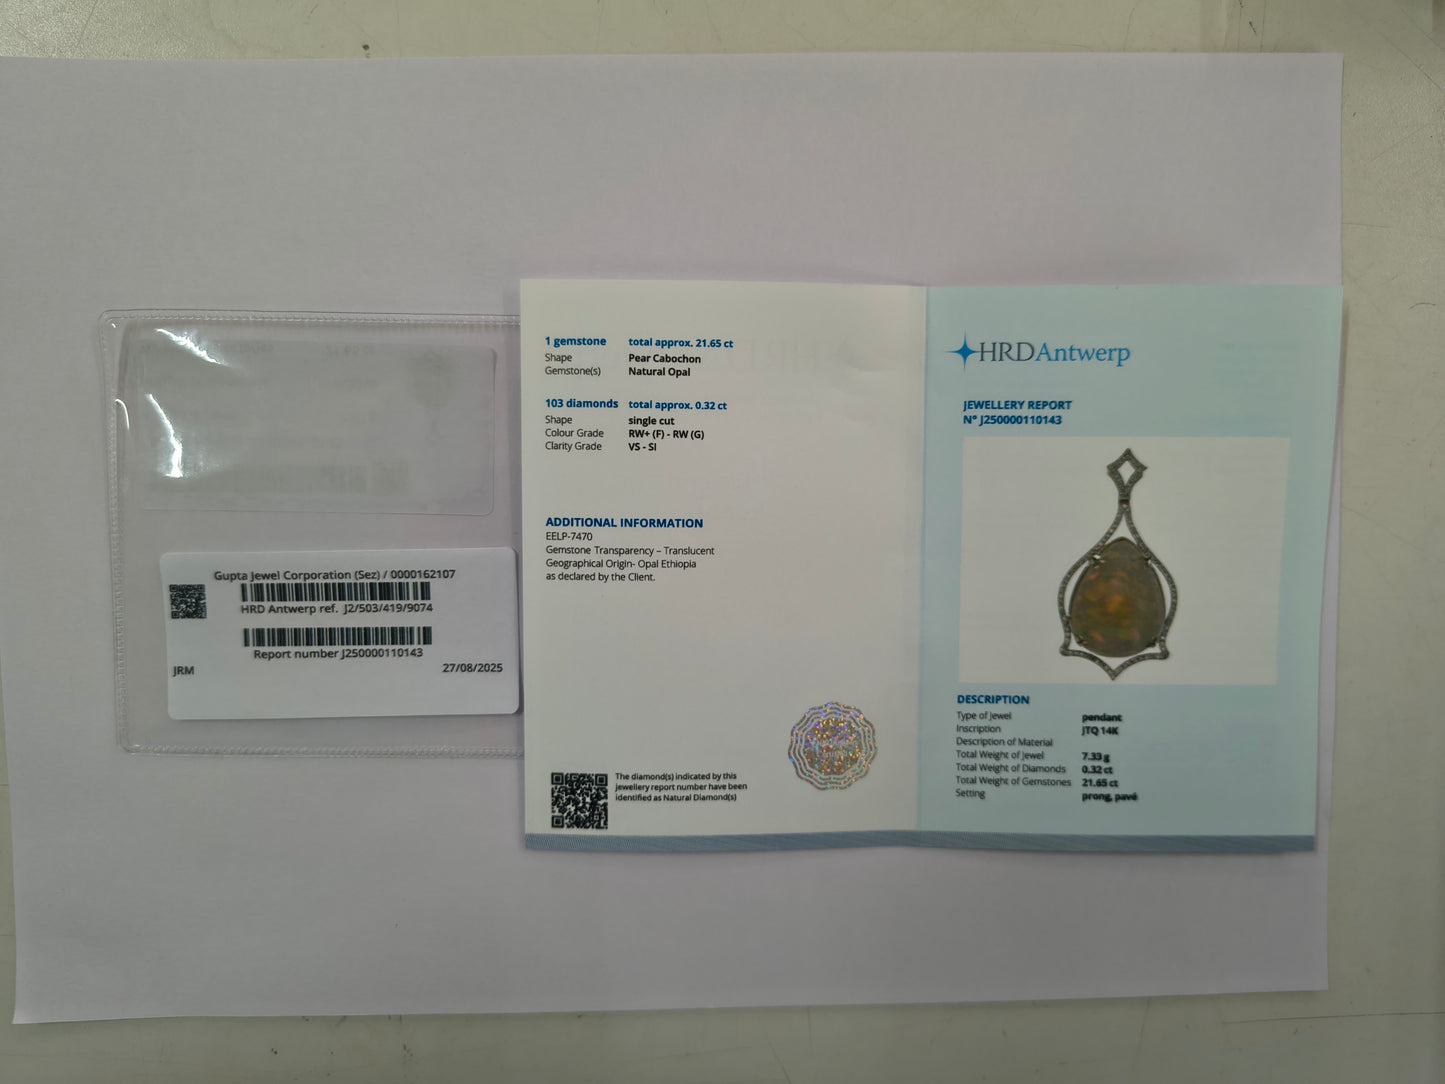 21.65 ct
Gupta Jewel Corporation (Sez) / 0000162107
HRD Antwerp ref. J2/503/419/9074
Report number J250000110143
JRM
27/08/2025
1 gemstone total approx. 21.65 ct
Shape Pear Cabochon
Gemstone(s) Natural Opal
103 diamonds total approx. 0.32 ct
Shape single cut
Colour Grade RW+ (F) - RW (G)
Clarity Grade VS - SI
ADDITIONAL INFORMATION
EELP-7470
Gemstone Transparency – Translucent
Geographical Origin- Opal Ethiopia
as declared by the Client.
The diamond(s) indicated by this
jewellery report number have been
identified as Natural Diamond(s)
HRD Antwerp
JEWELLERY REPORT
N° J250000110143
DESCRIPTION
Type of Jewel pendant
Inscription JTQ 14K
Description of Material
Total Weight of Jewel 7.33 g
Total Weight of Diamonds 0.32 ct
Total Weight of Gemstones 21.65 ct
Setting prong, pavé